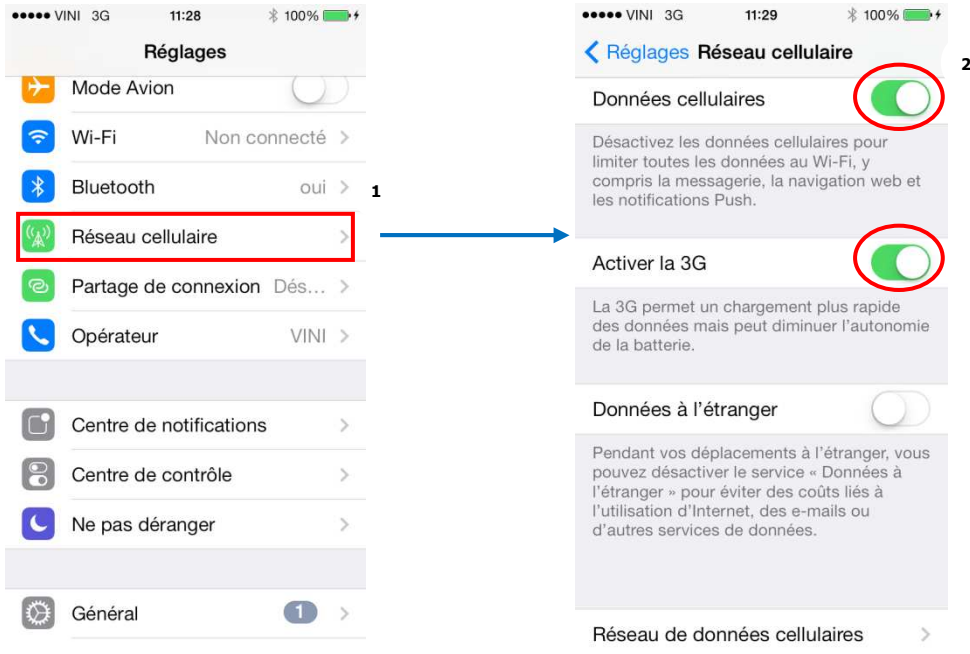 VINI 3G 11:28 100%
Réglages
Mode Avion
Wi-Fi Non connecté
Bluetooth oui
Réseau cellulaire
Partage de connexion Dés...
Opérateur VINI
Centre de notifications
Centre de contrôle
Ne pas déranger
Général 1
1
VINI 3G 11:29 100%
Réglages Réseau cellulaire
2
Données cellulaires
Désactivez les données cellulaires pour
limiter toutes les données au Wi-Fi, y
compris la messagerie, la navigation web et
les notifications Push.
Activer la 3G
La 3G permet un chargement plus rapide
des données mais peut diminuer l'autonomie
de la batterie.
Données à l'étranger
Pendant vos déplacements à l'étranger, vous
pouvez désactiver le service « Données à
l'étranger » pour éviter des coûts liés à
l'utilisation d'Internet, des e-mails ou
d'autres services de données.
Réseau de données cellulaires